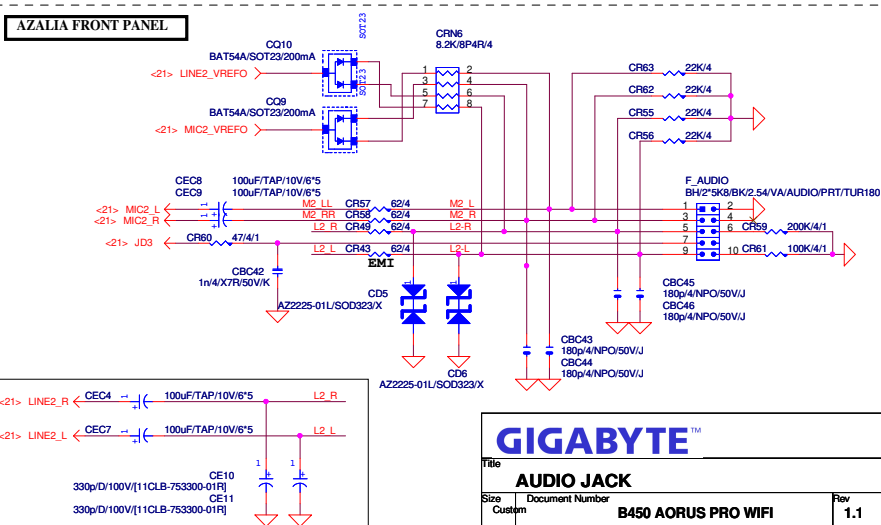 AZALIA FRONT PANEL
SOT23
CQ10
BAT54A/SOT23/200mA
<21> LINE2_VREFO
SOT23
CQ9
BAT54A/SOT23/200mA
<21> MIC2_VREFO
CRN6
8.2K/8P4R/4
1 2
3 4
5 6
7 8
CR63 22K/4
CR62 22K/4
CR55 22K/4
CR56 22K/4
CEC8 100uF/TAP/10V/6*5
CEC9 100uF/TAP/10V/6*5
F_AUDIO
BH/2*5K8/BK/2.54/VA/AUDIO/PRT/TUR180
<21> MIC2_L 1 + M2_LL CR57 62/4 M2_L 1 2
<21> MIC2_R 1 + M2_RR CR58 62/4 M2_R 3 4
L2_R CR49 62/4 L2-R 5 6 CR59 200K/4/1
<21> JD3 CR60 47/4/1 7
L2_L CR43 62/4 L2-L 9 10 CR61 100K/4/1
EMI
CBC42
1n/4/X7R/50V/K
CD5
AZ2225-01L/SOD323/X
CD6
AZ2225-01L/SOD323/X
CBC45
180p/4/NPO/50V/J
CBC46
180p/4/NPO/50V/J
CBC43
180p/4/NPO/50V/J
CBC44
180p/4/NPO/50V/J
<21> LINE2_R CEC4 1 + 100uF/TAP/10V/6*5 L2_R
<21> LINE2_L CEC7 1 + 100uF/TAP/10V/6*5 L2_L
1 + 1 +
CE10
330p/D/100V/[11CLB-753300-01R]
CE11
330p/D/100V/[11CLB-753300-01R]
GIGABYTE™
Title
AUDIO JACK
Size Document Number Rev
Custom B450 AORUS PRO WIFI 1.1